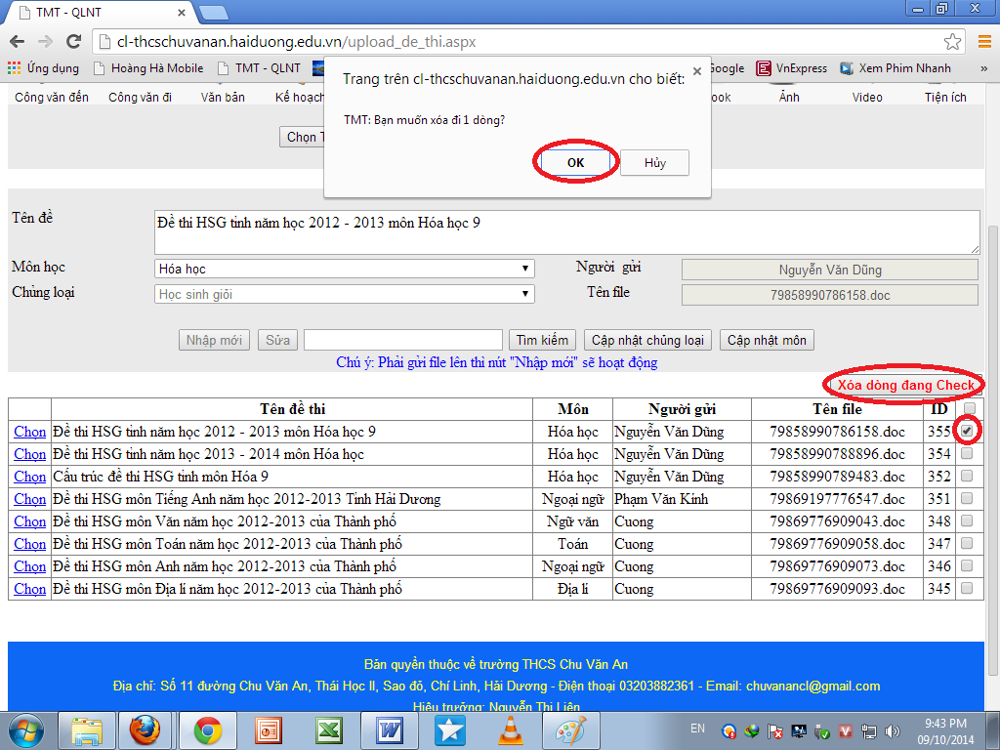 TMT - QLNT
cl-thcschuvanan.haiduong.edu.vn/upload_de_thi.aspx
Ứng dụng Hoàng Hà Mobile TMT - QLNT Google VnExpress Xem Phim Nhanh »
Trang trên cl-thcschuvanan.haiduong.edu.vn cho biết:
TMT: Bạn muốn xóa đi 1 dòng?
OK Hủy
Công văn đến Công văn đi Văn bản Kế hoạch ook Ảnh Video Tiện ích
Chọn T
Tên đề Đề thi HSG tỉnh năm học 2012 - 2013 môn Hóa học 9
Môn học Hóa học Người gửi Nguyễn Văn Dũng
Chủng loại Học sinh giỏi Tên file 79858990786158.doc
Nhập mới Sửa Tìm kiếm Cập nhật chủng loại Cập nhật môn
Chú ý: Phải gửi file lên thì nút "Nhập mới" sẽ hoạt động
Xóa dòng đang Check
Tên đề thi Môn Người gửi Tên file ID
Chọn Đề thi HSG tỉnh năm học 2012 - 2013 môn Hóa học 9 Hóa học Nguyễn Văn Dũng 79858990786158.doc 355
Chọn Đề thi HSG tỉnh năm học 2013 - 2014 môn Hóa học Hóa học Nguyễn Văn Dũng 79858990788896.doc 354
Chọn Cấu trúc đề thi HSG tỉnh môn Hóa 9 Hóa học Nguyễn Văn Dũng 79858990789483.doc 352
Chọn Đề thi HSG môn Tiếng Anh năm học 2012-2013 Tỉnh Hải Dương Ngoại ngữ Phạm Văn Kinh 79869197776547.doc 351
Chọn Đề thi HSG môn Văn năm học 2012-2013 của Thành phố Ngữ văn Cuong 79869776909043.doc 348
Chọn Đề thi HSG môn Toán năm học 2012-2013 của Thành phố Toán Cuong 79869776909058.doc 347
Chọn Đề thi HSG môn Anh năm học 2012-2013 của Thành phố Ngoại ngữ Cuong 79869776909073.doc 346
Chọn Đề thi HSG môn Địa lí năm học 2012-2013 của Thành phố Địa lí Cuong 79869776909093.doc 345
Bản quyền thuộc về trường THCS Chu Văn An
Địa chỉ: Số 11 đường Chu Văn An, Thái Học II, Sao đỏ, Chí Linh, Hải Dương - Điện thoại 03203882361 - Email: chuvanancl@gmail.com
Hiệu trưởng: Nguyễn Thị Liên
EN 9:43 PM
09/10/2014